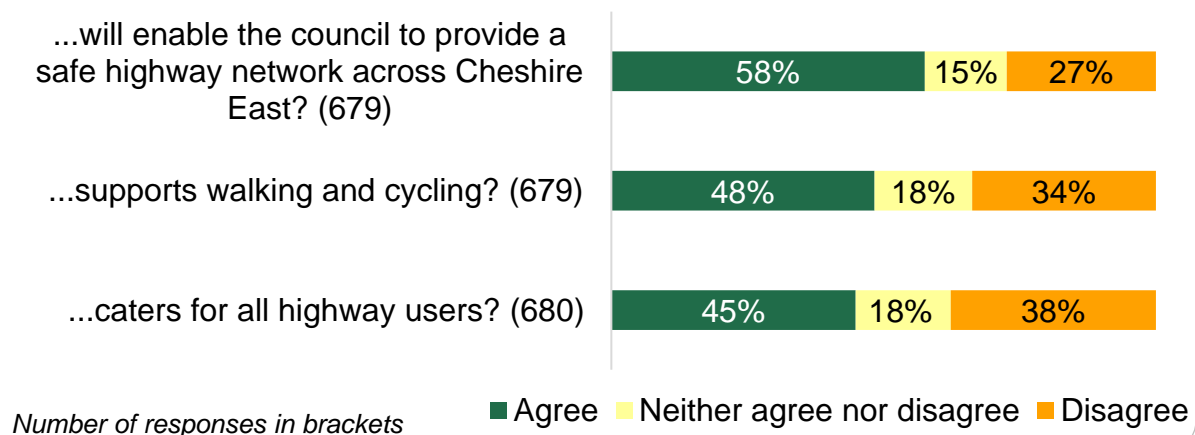 ...will enable the council to provide a
safe highway network across Cheshire
East? (679)
58% 15% 27%
...supports walking and cycling? (679)
48% 18% 34%
...caters for all highway users? (680)
45% 18% 38%
Number of responses in brackets
Agree Neither agree nor disagree Disagree